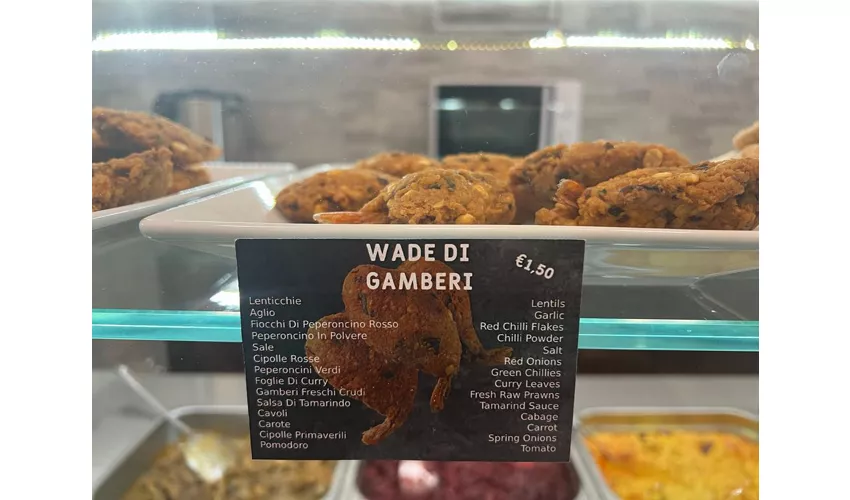 WADE DI
GAMBERI
€1,50
Lenticchie
Aglio
Fiocchi Di Peperoncino Rosso
Peperoncino In Polvere
Sale
Cipolle Rosse
Peperoncini Verdi
Foglie Di Curry
Gamberi Freschi Crudi
Salsa Di Tamarindo
Cavoli
Carote
Cipolle Primaverili
Pomodoro
Lentils
Garlic
Red Chilli Flakes
Chilli Powder
Salt
Red Onions
Green Chillies
Curry Leaves
Fresh Raw Prawns
Tamarind Sauce
Cabage
Carrot
Spring Onions
Tomato